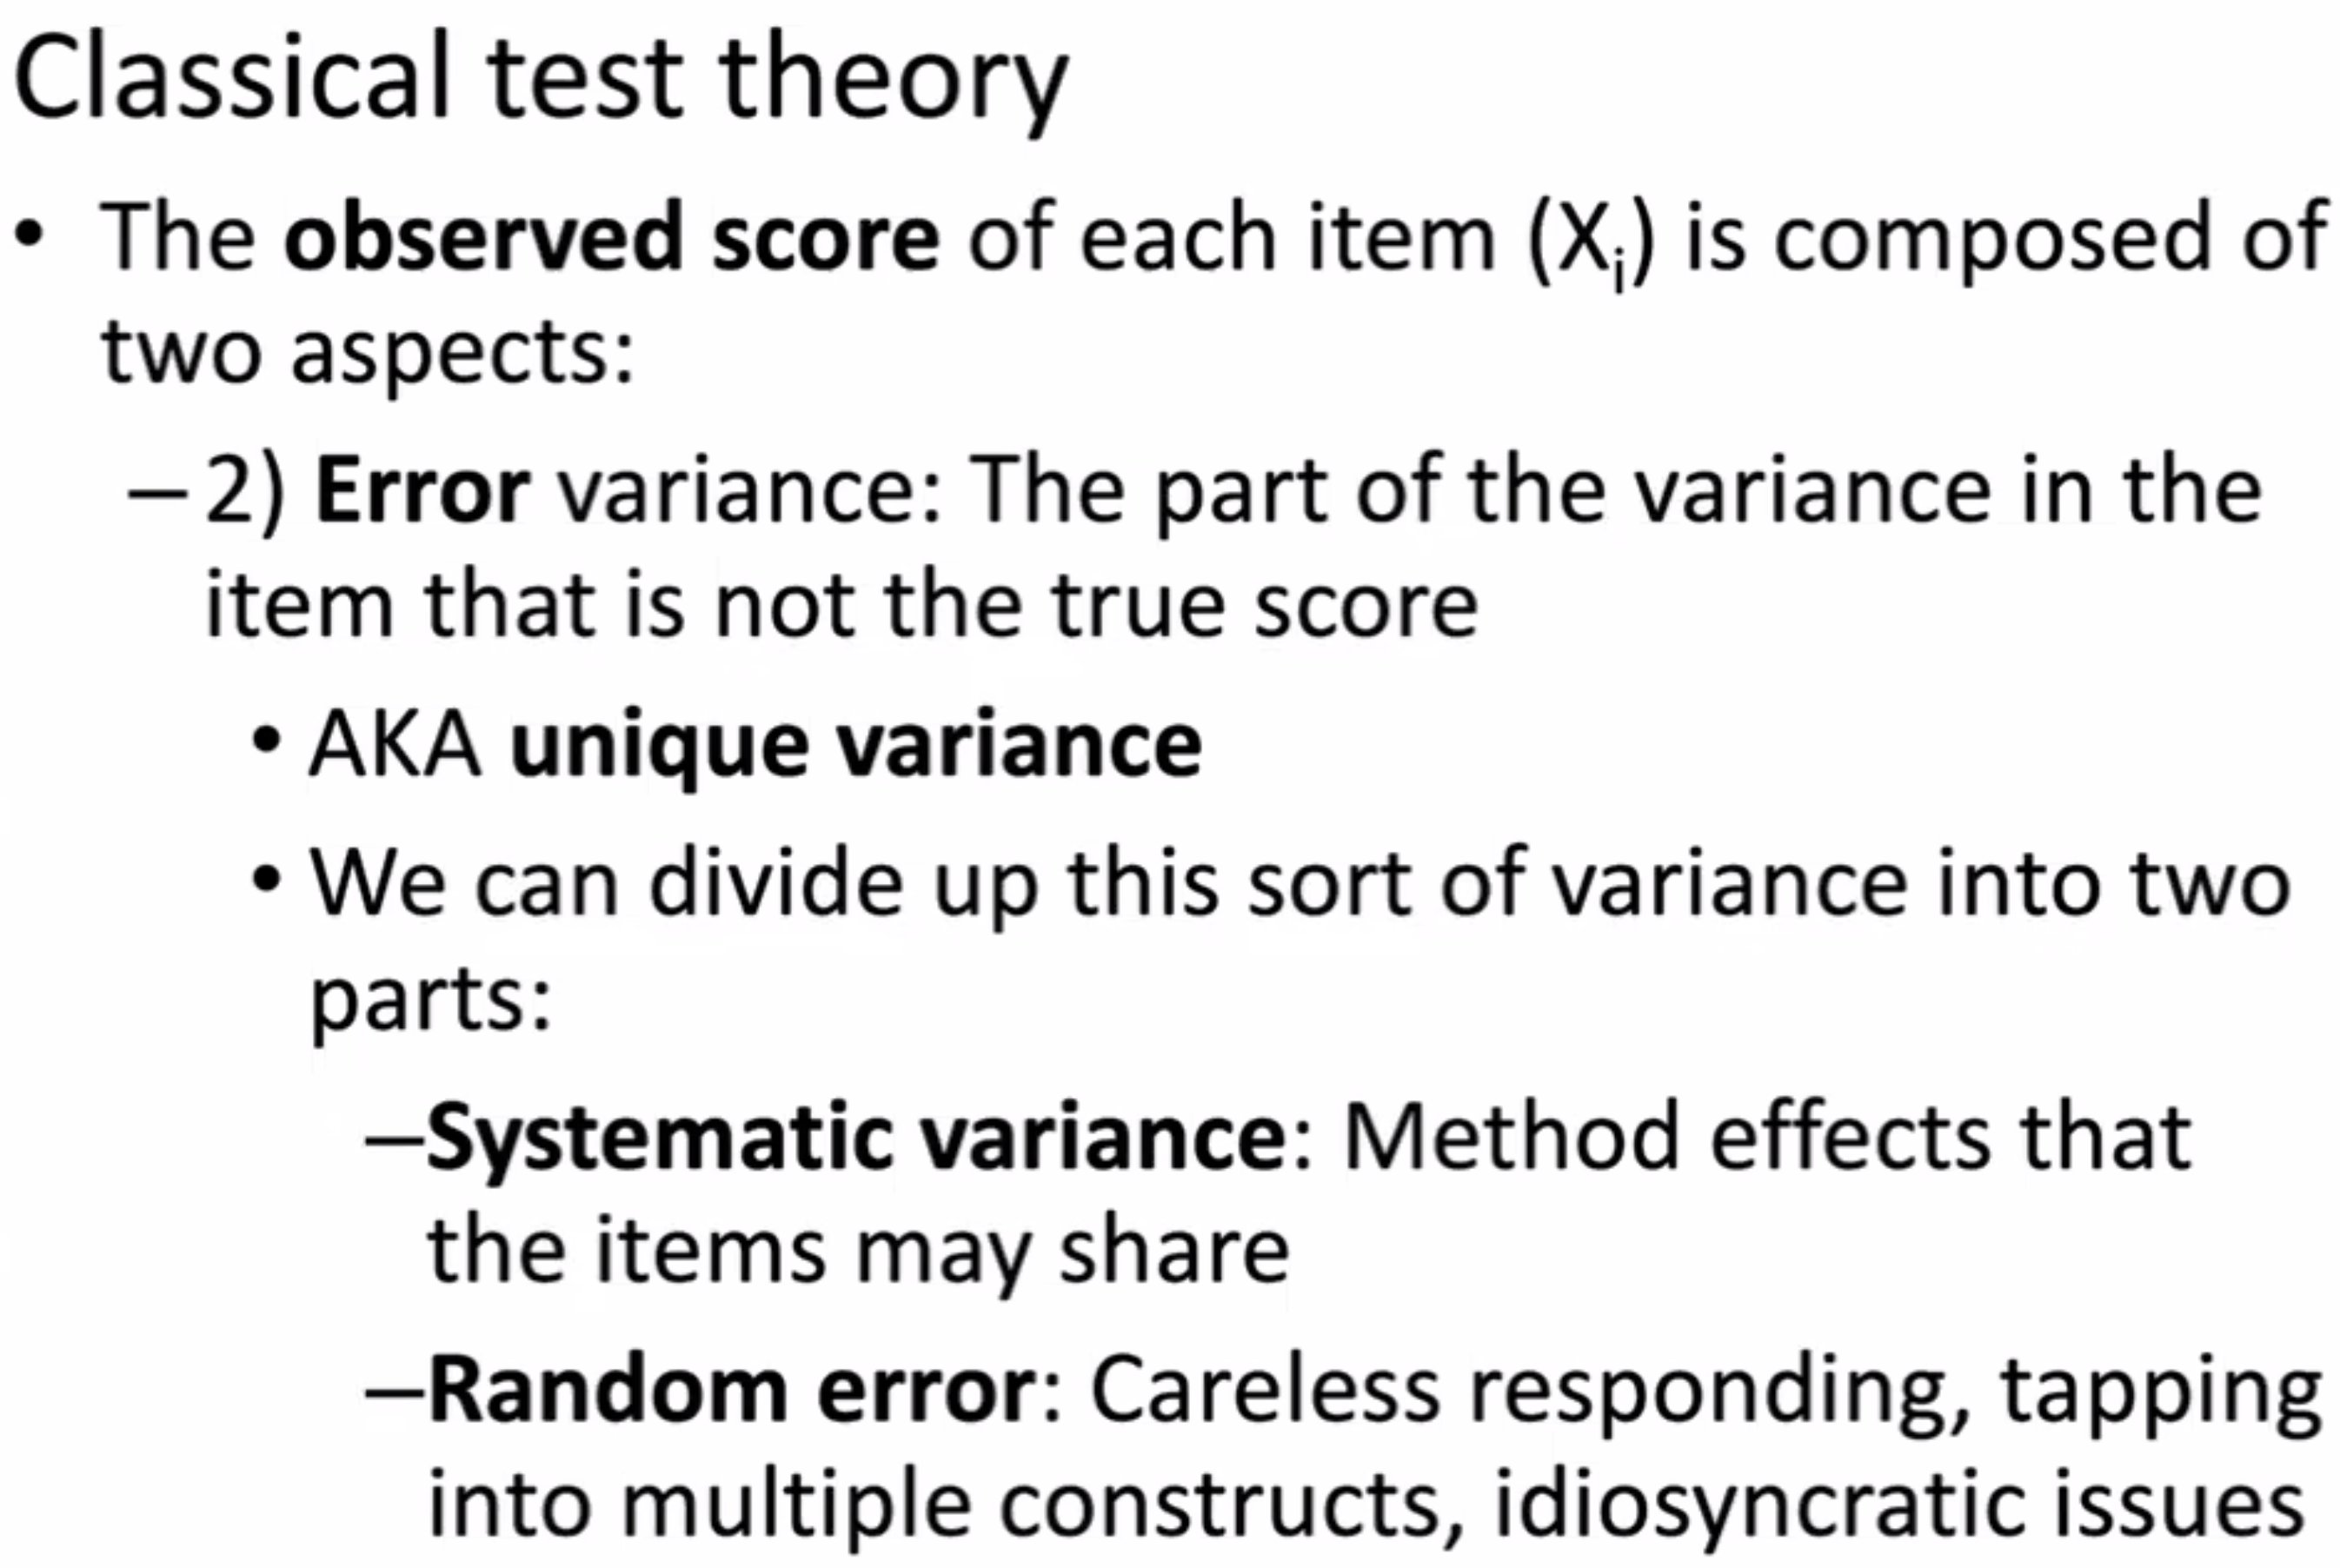 Classical test theory
• The observed score of each item (Xᵢ) is composed of
two aspects:
– 2) Error variance: The part of the variance in the
item that is not the true score
• AKA unique variance
• We can divide up this sort of variance into two
parts:
–Systematic variance: Method effects that
the items may share
–Random error: Careless responding, tapping
into multiple constructs, idiosyncratic issues